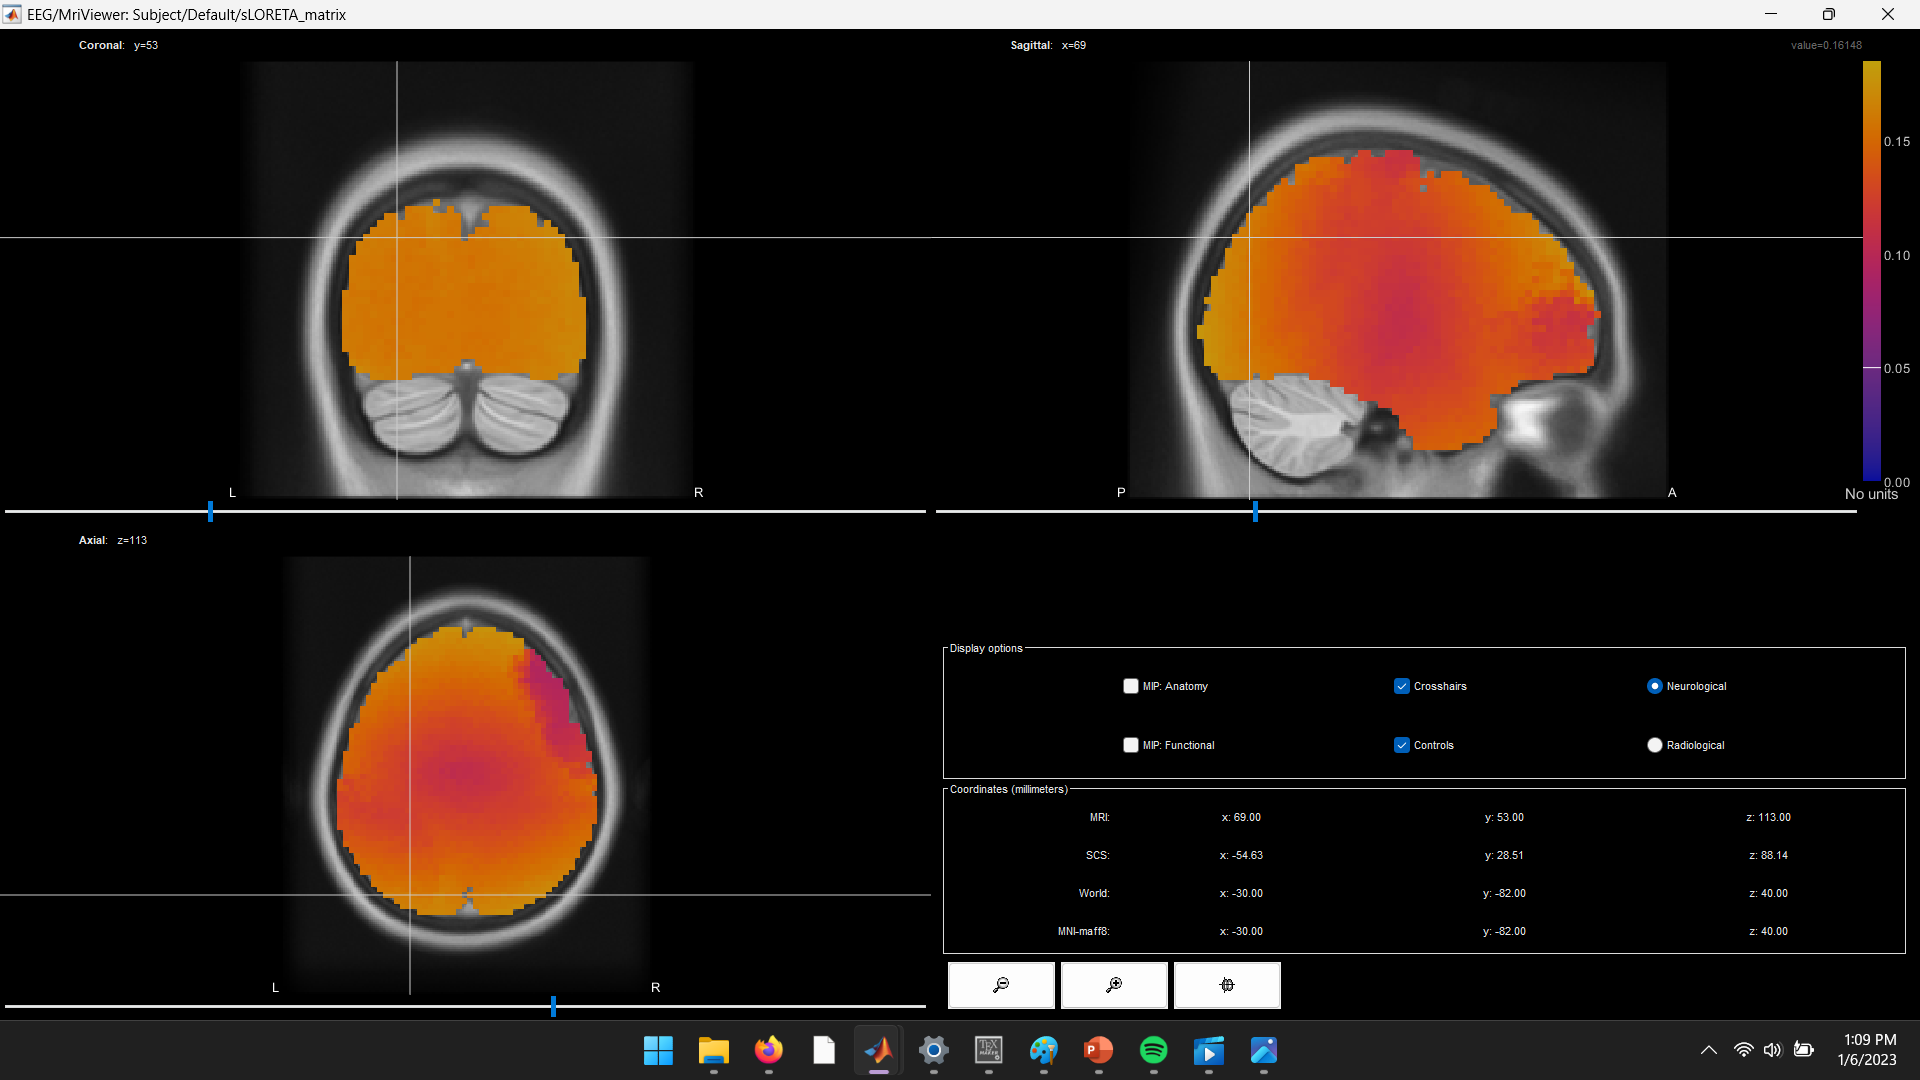 EEG/MriViewer: Subject/Default/sLORETA_matrix
Coronal: y=53
Sagittal: x=69
value=0.16148
0.15
0.10
0.05
0.00
No units
L
R
P
A
Axial: z=113
L
R
Display options
MIP: Anatomy
Crosshairs
Neurological
MIP: Functional
Controls
Radiological
Coordinates (millimeters)
MRI: x: 69.00 y: 53.00 z: 113.00
SCS: x: -54.63 y: 28.51 z: 88.14
World: x: -30.00 y: -82.00 z: 40.00
MNI-maff8: x: -30.00 y: -82.00 z: 40.00
TEX
MAKER
P
1:09 PM
1/6/2023